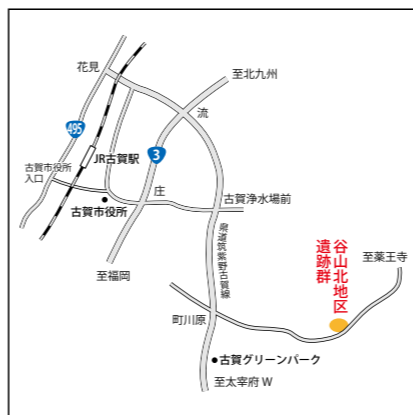 花見
至北九州
495
流
3
JR古賀駅
古賀市役所
入口
庄
古賀市役所
古賀浄水場前
県道筑紫野古賀線
至福岡
谷山北地区
遺跡群
至薬王寺
町川原
古賀グリーンパーク
至太宰府 W